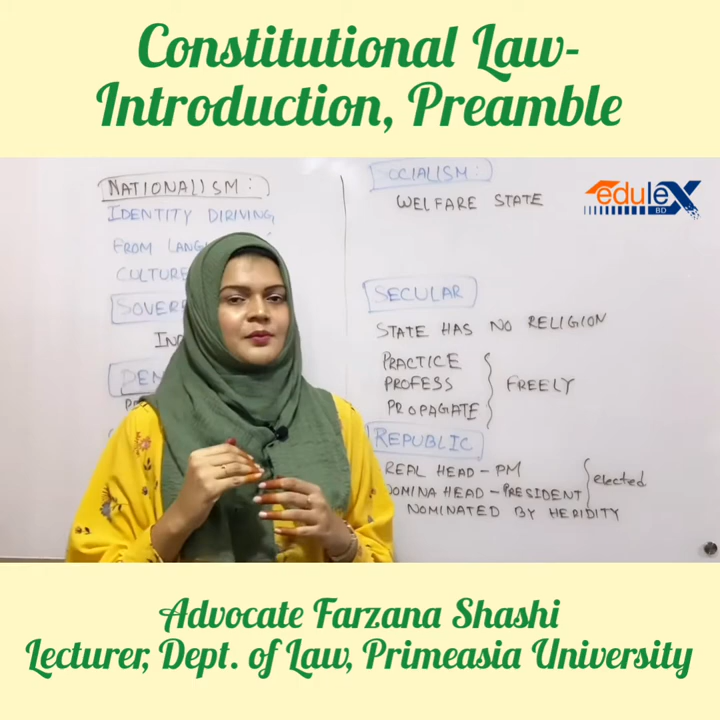 Constitutional Law-
Introduction, Preamble
NATIONALISM:
IDENTITY DIRIVING
FROM
CULTURE
SOCIALISM:
WELFARE STATE
SECULAR
STATE HAS NO RELIGION
PRACTICE
PROFESS
PROPAGATE
FREELY
REPUBLIC
REAL HEAD - PM
NOMINA HEAD - PRESIDENT
elected
NOMINATED BY HERIDITY
edulex
BD
Advocate Farzana Shashi
Lecturer, Dept. of Law, Primeasia University